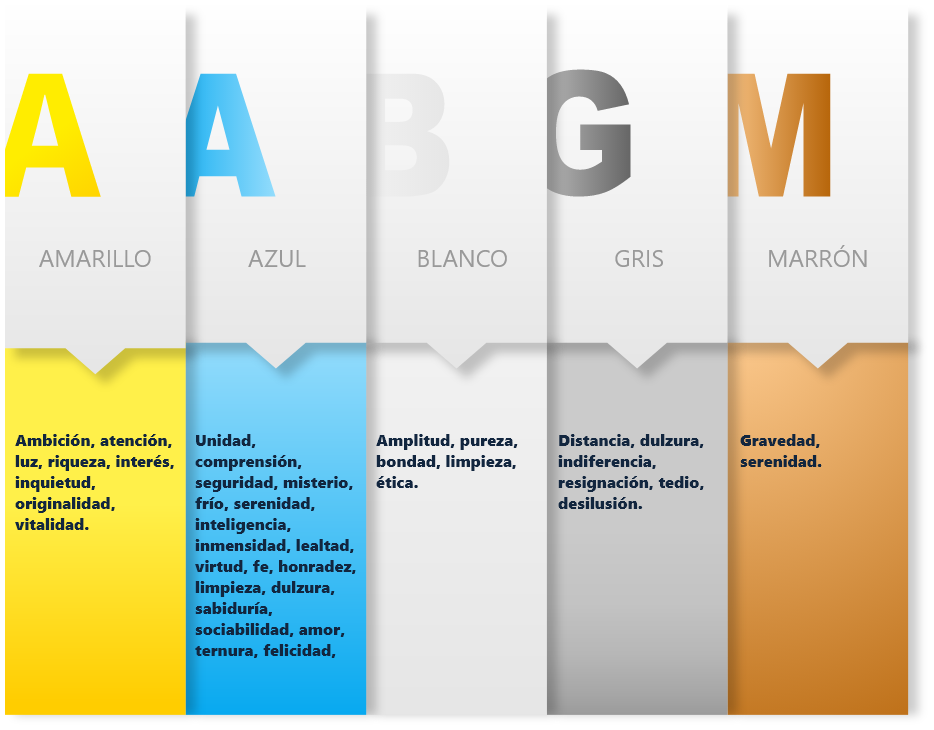 A
AMARILLO
Ambición, atención,
luz, riqueza, interés,
inquietud,
originalidad,
vitalidad.
A
AZUL
Unidad,
comprensión,
seguridad, misterio,
frío, serenidad,
inteligencia,
inmensidad, lealtad,
virtud, fe, honradez,
limpieza, dulzura,
sabiduría,
sociabilidad, amor,
ternura, felicidad,
B
BLANCO
Amplitud, pureza,
bondad, limpieza,
ética.
G
GRIS
Distancia, dulzura,
indiferencia,
resignación, tedio,
desilusión.
M
MARRÓN
Gravedad,
serenidad.